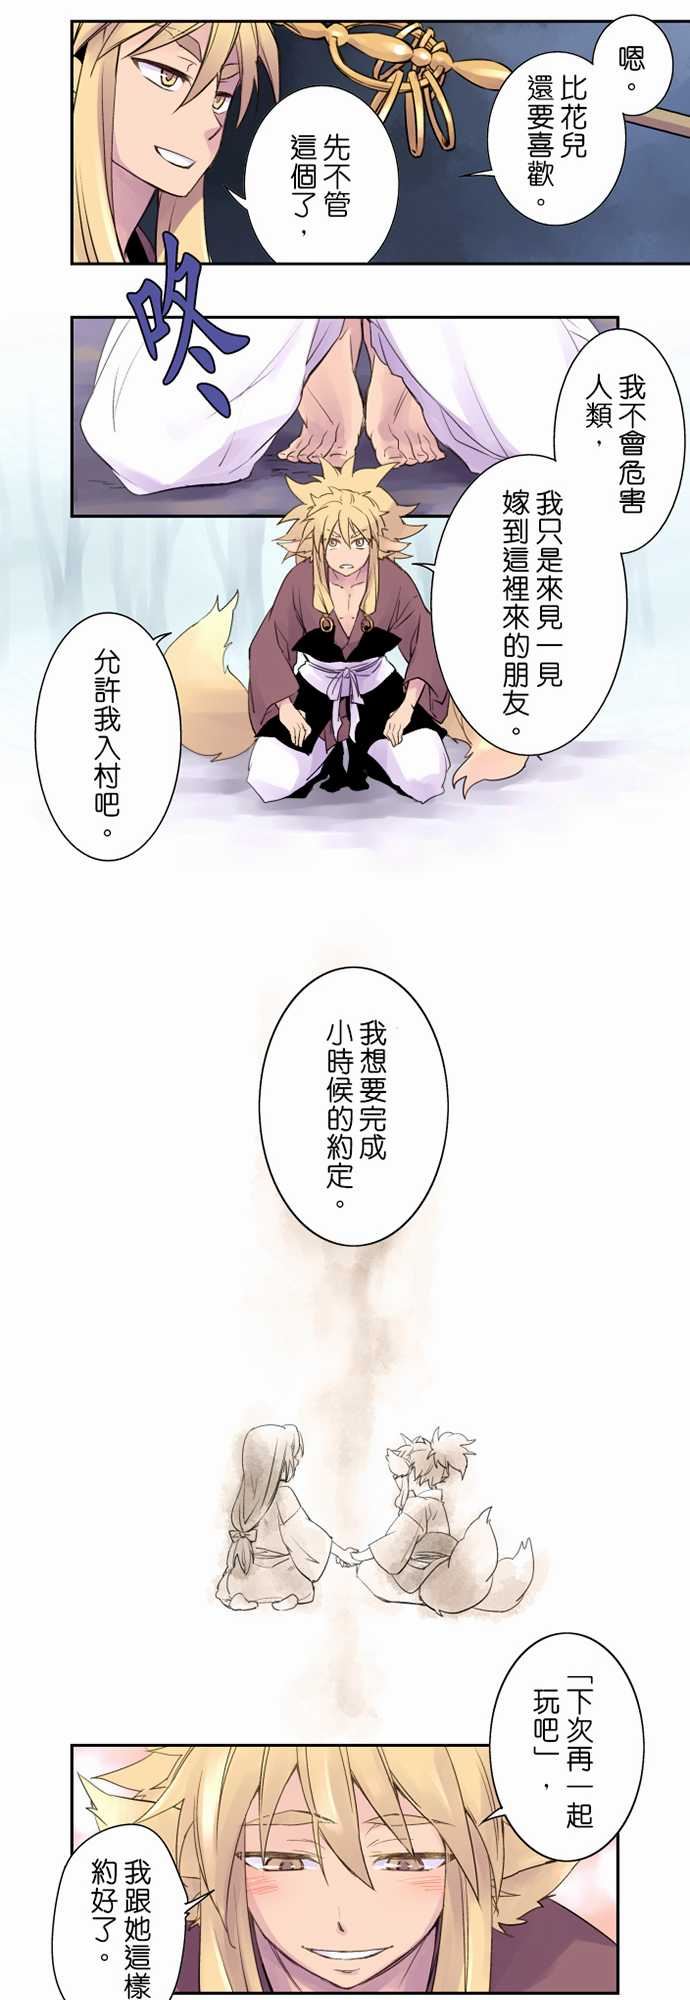 嗯。
比花兒
還要喜歡。
先不管
這個了，
咚
我不會危害
人類，
我只是來見一見
嫁到這裡來的朋友。
允許我入村吧。
我想要完成
小時候的約定。
「下次再一起
玩吧」，
我跟她這樣
約好了。